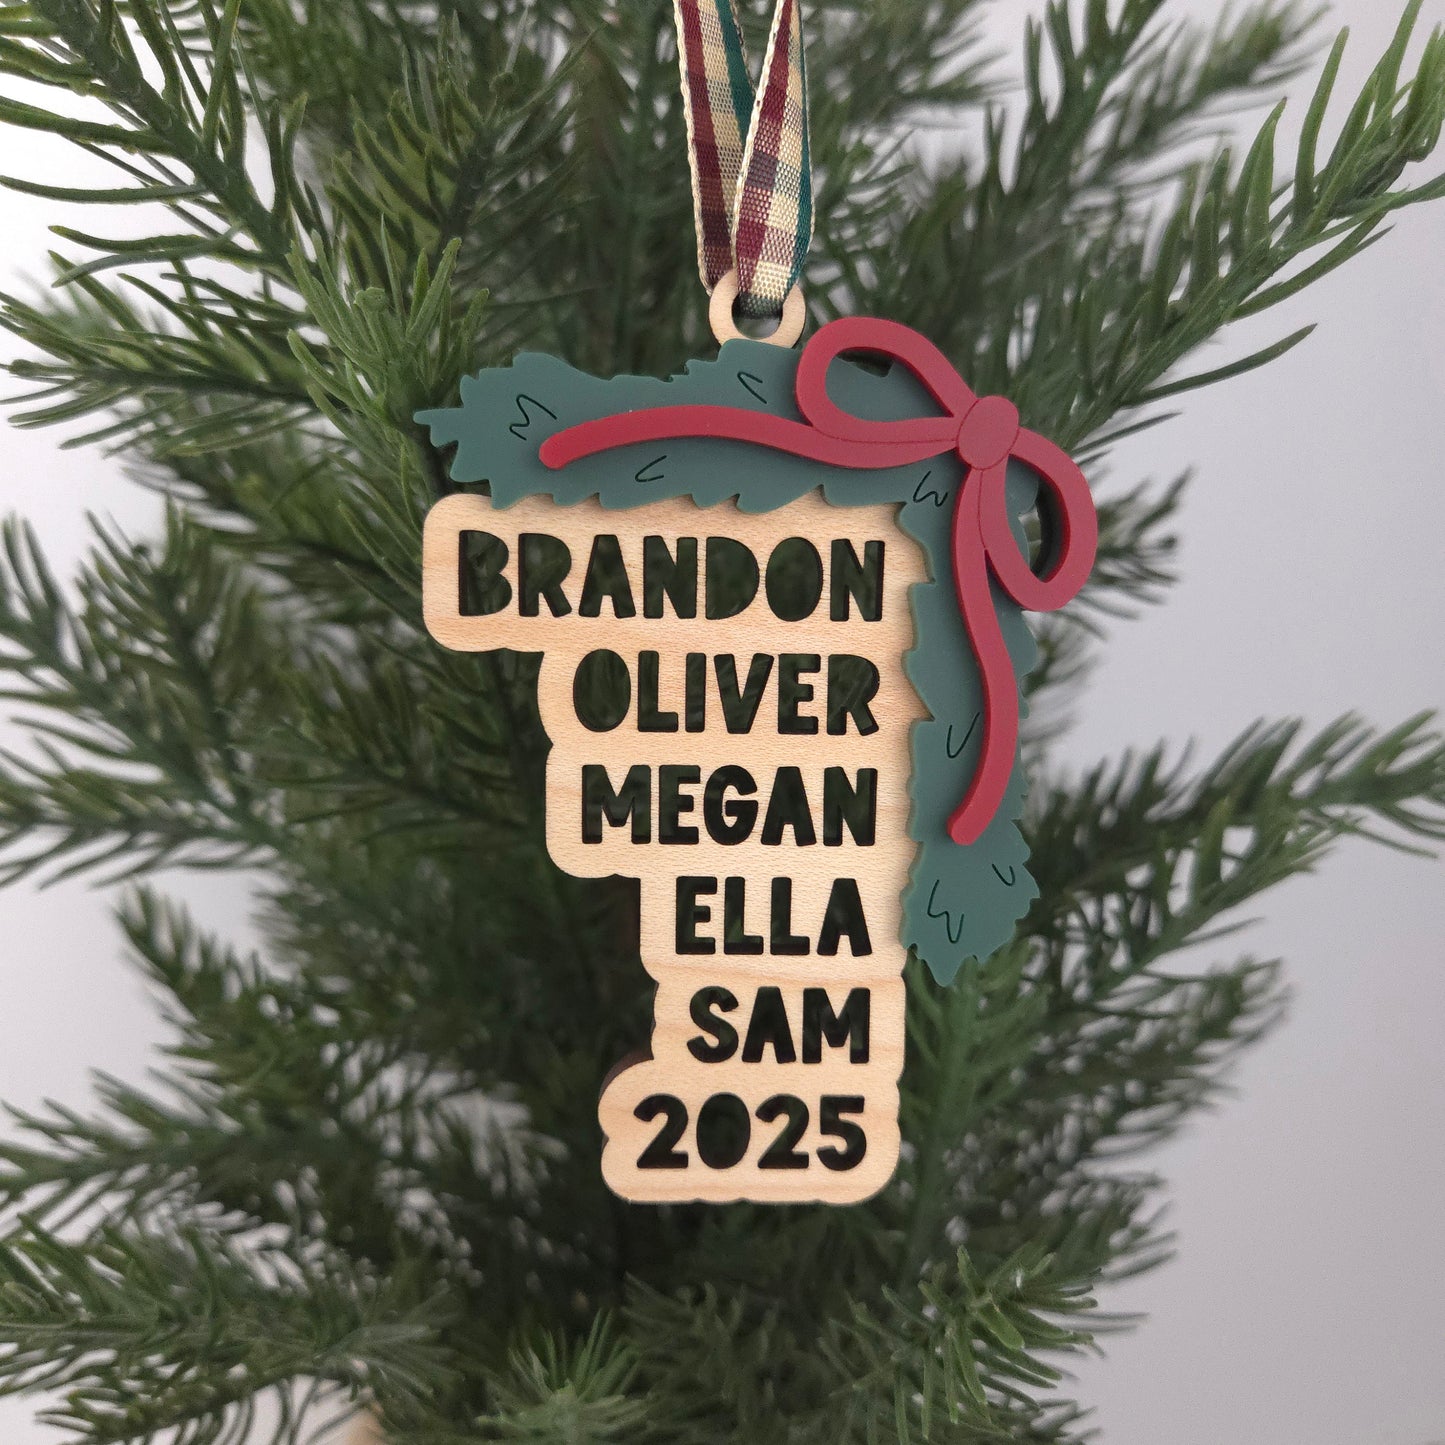 BRANDON
OLIVER
MEGAN
ELLA
SAM
2025